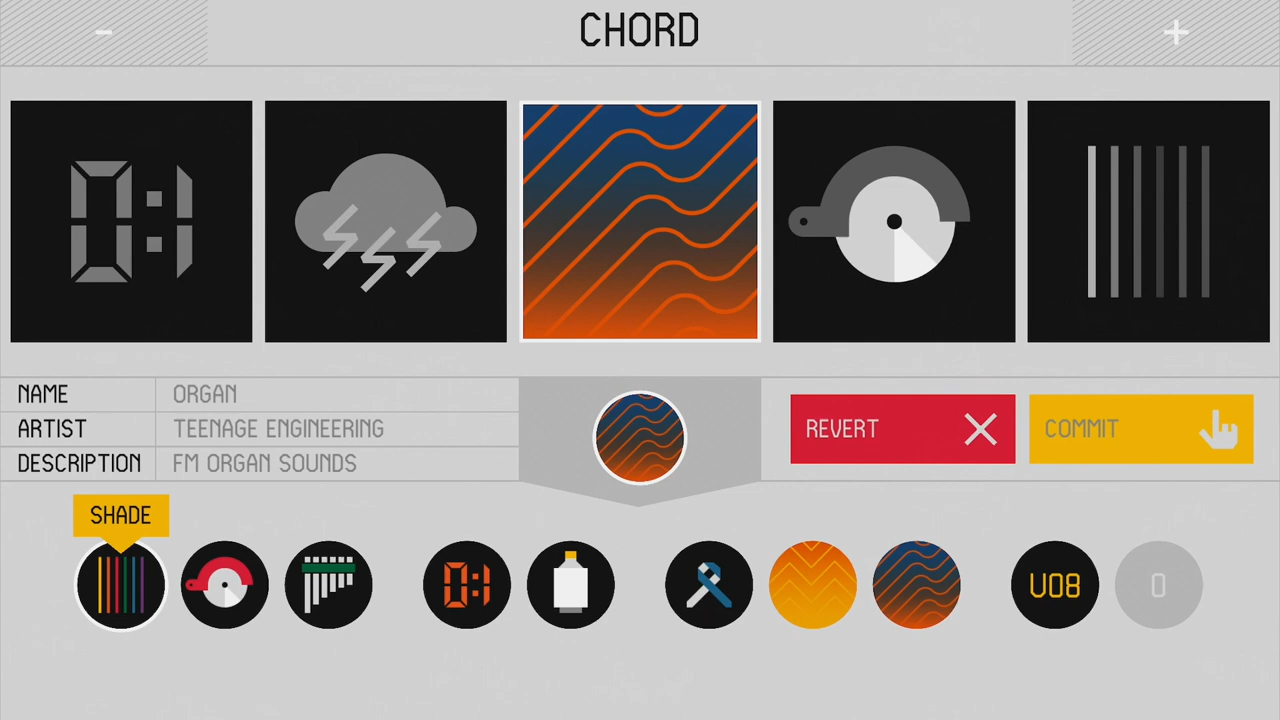 - CHORD +
0:1
NAME ORGAN
ARTIST TEENAGE ENGINEERING
DESCRIPTION FM ORGAN SOUNDS
REVERT
COMMIT
SHADE
0:1
U08
0